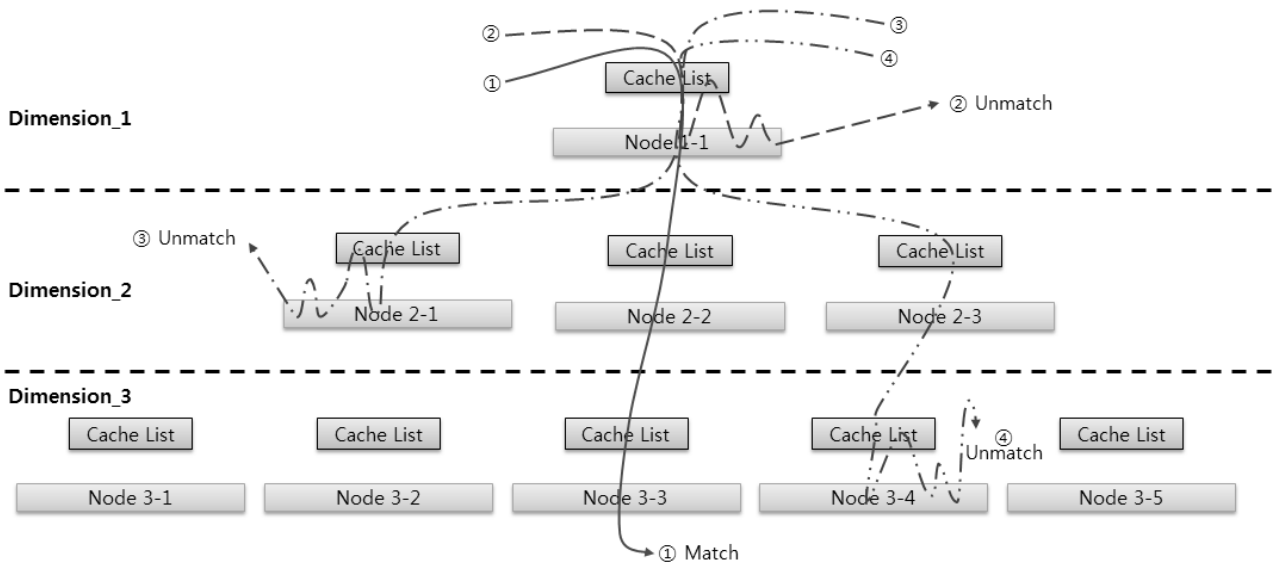 ③
②
④
①
Cache List
② Unmatch
Dimension_1
Node 1-1
③ Unmatch
Cache List
Cache List
Cache List
Dimension_2
Node 2-1
Node 2-2
Node 2-3
Dimension_3
Cache List
Cache List
Cache List
Cache List
Cache List
④
Unmatch
Node 3-1
Node 3-2
Node 3-3
Node 3-4
Node 3-5
① Match